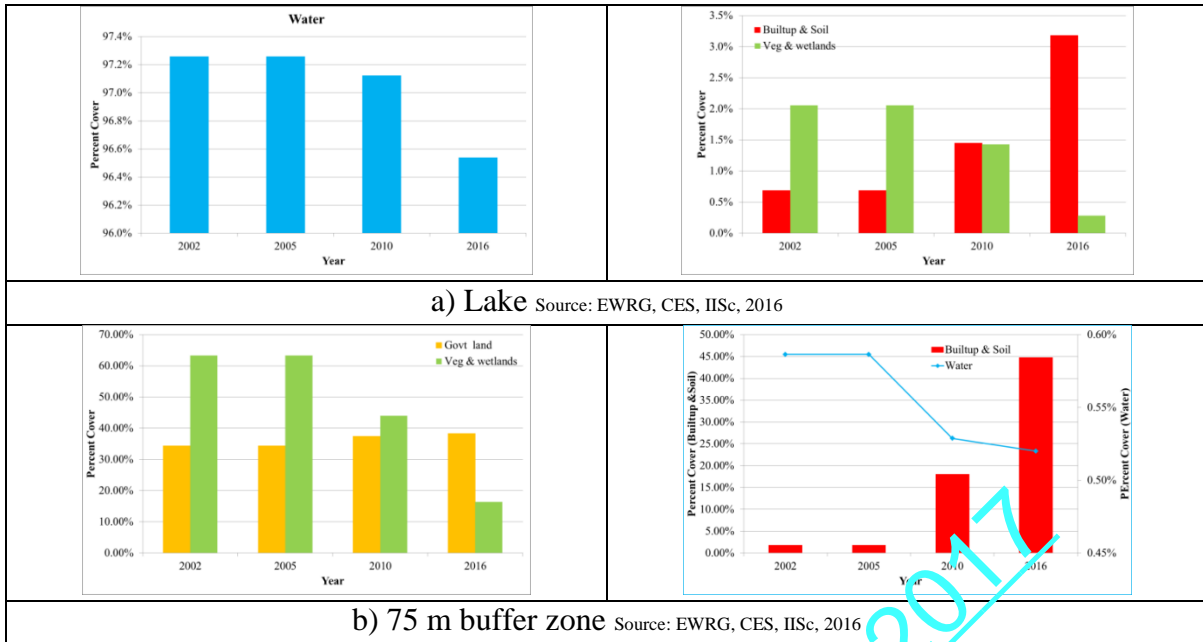 Water
97.4%
97.2%
97.0%
96.8%
96.6%
96.4%
96.2%
96.0%
Percent Cover
2002 2005 2010 2016
Year
3.5%
3.0%
2.5%
2.0%
1.5%
1.0%
0.5%
0.0%
Percent Cover
Builtup & Soil
Veg & wetlands
2002 2005 2010 2016
Year
a) Lake Source: EWRG, CES, IISc, 2016
70.00%
60.00%
50.00%
40.00%
30.00%
20.00%
10.00%
0.00%
Percent Cover
Govt land
Veg & wetlands
2002 2005 2010 2016
Year
50.00%
45.00%
40.00%
35.00%
30.00%
25.00%
20.00%
15.00%
10.00%
5.00%
0.00%
Percent Cover (Builtup &Soil)
Builtup & Soil
Water
0.60%
0.55%
0.50%
0.45%
PErcent Cover (Water)
2002 2005 2010 2016
Year
b) 75 m buffer zone Source: EWRG, CES, IISc, 2016
2017